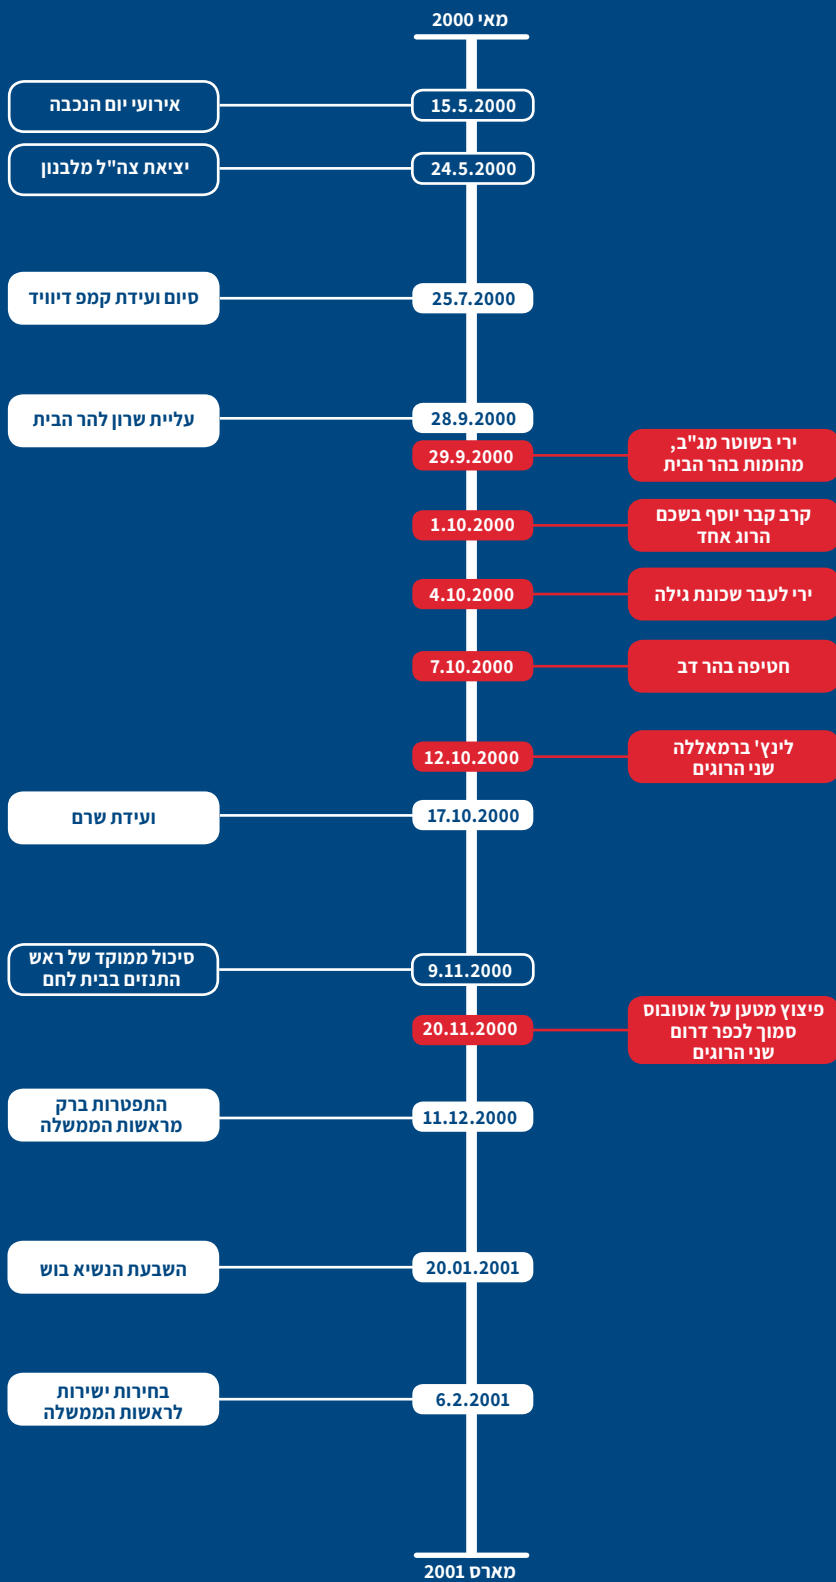 מאי 2000
15.5.2000
אירועי יום הנכבה
24.5.2000
יציאת צה"ל מלבנון
25.7.2000
סיום ועידת קמפ דיוויד
28.9.2000
עליית שרון להר הבית
ירי בשוטר מג"ב,
מהומות בהר הבית
29.9.2000
קרב קבר יוסף בשכם
הרוג אחד
1.10.2000
ירי לעבר שכונת גילה
4.10.2000
חטיפה בהר דב
7.10.2000
לינץ' ברמאללה
שני הרוגים
12.10.2000
17.10.2000
ועידת שרם
9.11.2000
סיכול ממוקד של ראש
התנזים בבית לחם
פיצוץ מטען על אוטובוס
סמוך לכפר דרום
שני הרוגים
20.11.2000
11.12.2000
התפטרות ברק
מראשות הממשלה
20.01.2001
השבעת הנשיא בוש
6.2.2001
בחירות ישירות
לראשות הממשלה
מארס 2001